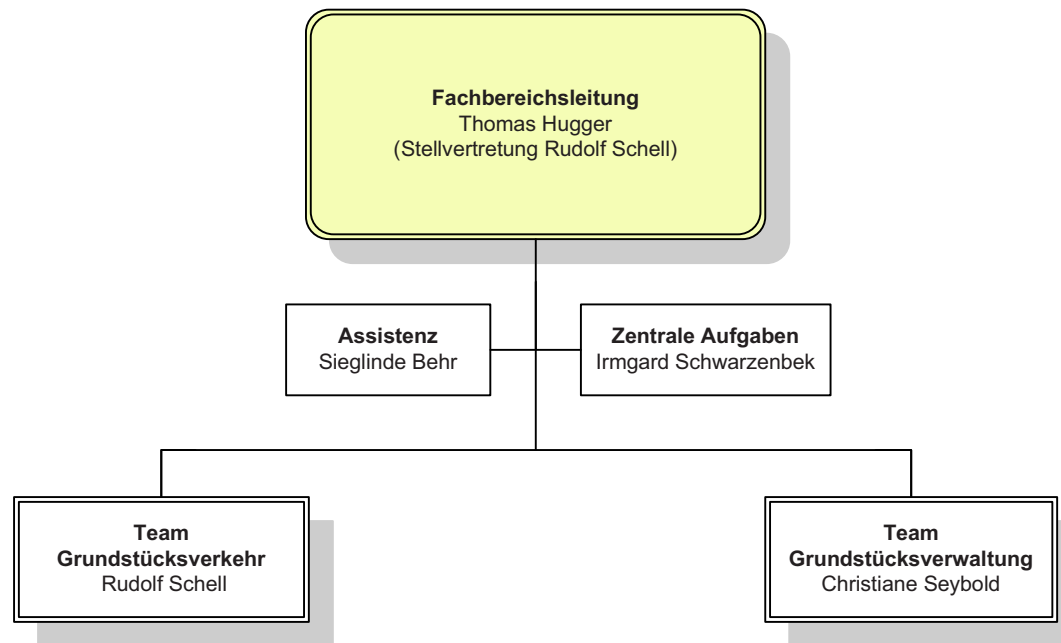 Fachbereichsleitung
Thomas Hugger
(Stellvertretung Rudolf Schell)
Assistenz
Sieglinde Behr
Zentrale Aufgaben
Irmgard Schwarzenbek
Team
Grundstücksverkehr
Rudolf Schell
Team
Grundstücksverwaltung
Christiane Seybold